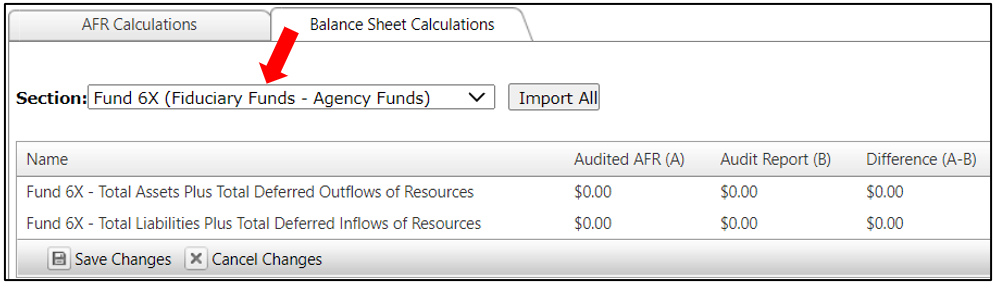 AFR Calculations Balance Sheet Calculations
Section: Fund 6X (Fiduciary Funds - Agency Funds) Import All
Name Audited AFR (A) Audit Report (B) Difference (A-B)
Fund 6X - Total Assets Plus Total Deferred Outflows of Resources $0.00 $0.00 $0.00
Fund 6X - Total Liabilities Plus Total Deferred Inflows of Resources $0.00 $0.00 $0.00
Save Changes Cancel Changes